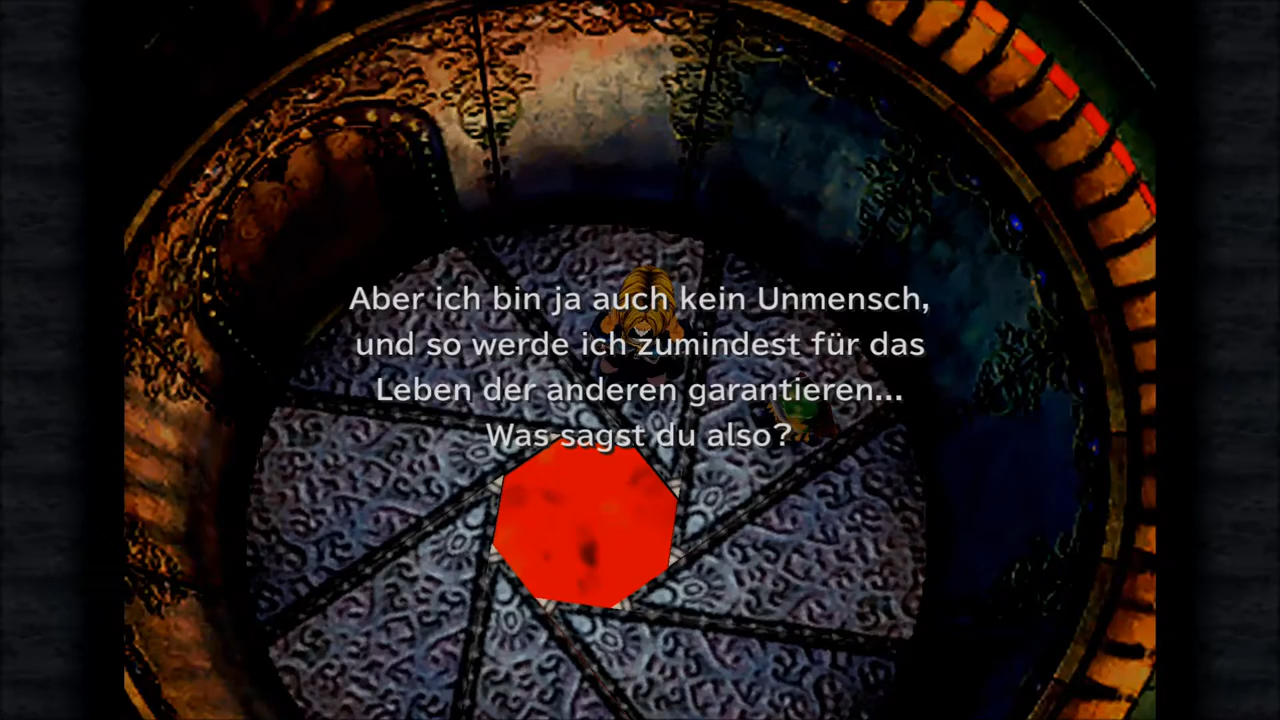 Aber ich bin ja auch kein Unmensch,
und so werde ich zumindest für das
Leben der anderen garantieren...
Was sagst du also?